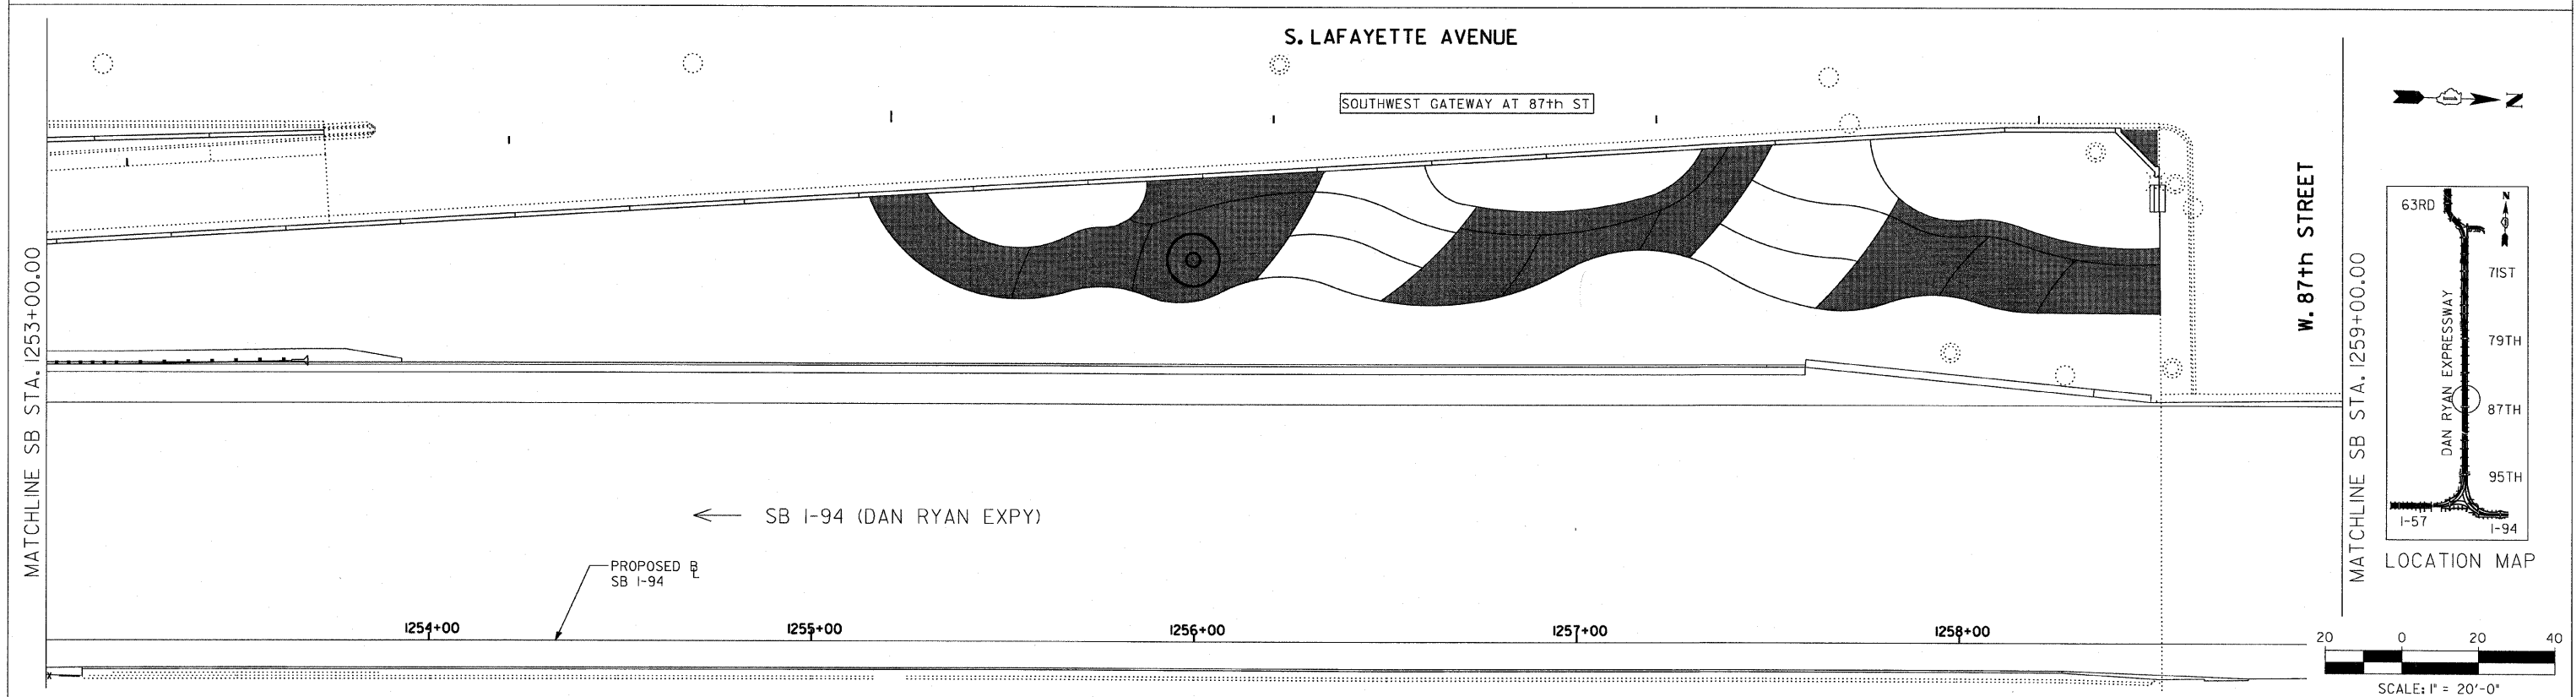 S. LAFAYETTE AVENUE
SOUTHWEST GATEWAY AT 87th ST
N
W. 87th STREET
MATCHLINE SB STA. 1253+00.00
MATCHLINE SB STA. 1259+00.00
63RD
N
71ST
79TH
DAN RYAN EXPRESSWAY
87TH
95TH
I-57
I-94
LOCATION MAP
SB I-94 (DAN RYAN EXPY)
PROPOSED BL
SB I-94
1254+00
1255+00
1256+00
1257+00
1258+00
20 0 20 40
SCALE: 1" = 20'-0"